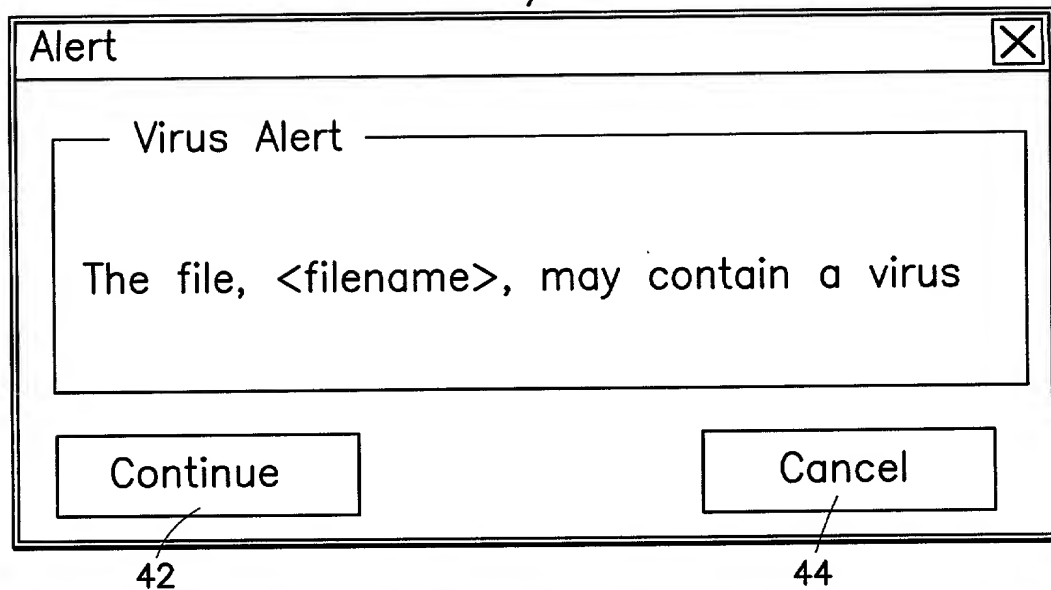 Alert
Virus Alert
The file, <filename>, may contain a virus
Continue
Cancel
42
44